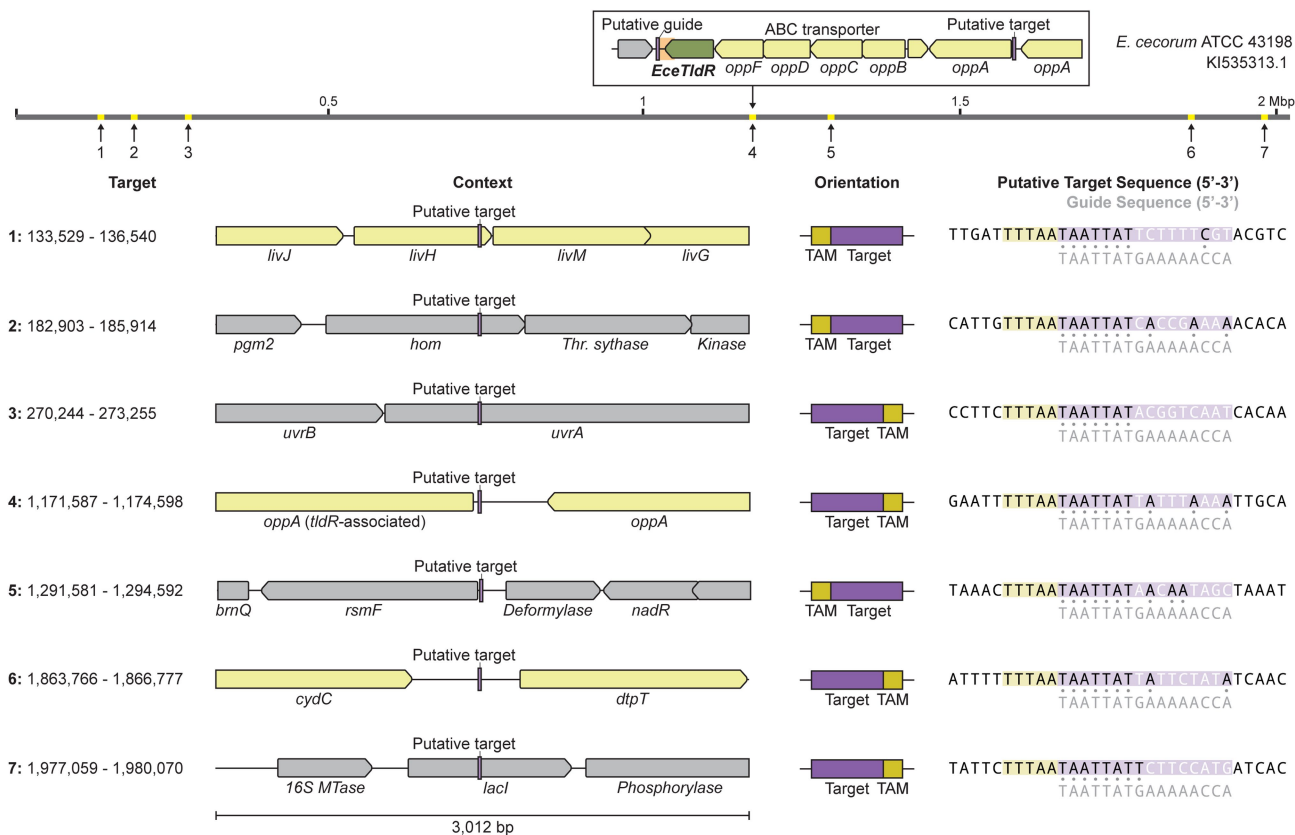 Putative guide
ABC transporter
Putative target
EceTldR oppF oppD oppC oppB oppA oppA
E. cecorum ATCC 43198
KI535313.1
0.5 1 1.5 2 Mbp
1 2 3 4 5 6 7
Target Context Orientation Putative Target Sequence (5’-3’)
Guide Sequence (5’-3’)
Putative target
1: 133,529 - 136,540 TTGATTTTAATAATTATTCTTTTCGTACGTC
livJ livH livM livG TAM Target TAATTATGAAAAACCA
Putative target
2: 182,903 - 185,914 CATTGTTTAATAATTATCACCGAAAAACACA
pgm2 hom Thr. sythase Kinase TAM Target TAATTATGAAAAACCA
Putative target
3: 270,244 - 273,255 CCTTCTTTAATAATTATACGGTCAATCACAA
uvrB uvrA Target TAM TAATTATGAAAAACCA
Putative target
4: 1,171,587 - 1,174,598 GAATTTTTAATAATTATTATTTAAAATTGCA
oppA (tldR-associated) oppA Target TAM TAATTATGAAAAACCA
Putative target
5: 1,291,581 - 1,294,592 TAAACTTTAATAATTATAACAATAGCTAAAT
brnQ rsmF Deformylase nadR TAM Target TAATTATGAAAAACCA
Putative target
6: 1,863,766 - 1,866,777 ATTTTTTTAATAATTATTATTCTATATCAAC
cydC dtpT Target TAM TAATTATGAAAAACCA
Putative target
7: 1,977,059 - 1,980,070 TATTCTTTAATAATTATTCTTCCATGATCAC
16S MTase lacI Phosphorylase Target TAM TAATTATGAAAAACCA
3,012 bp